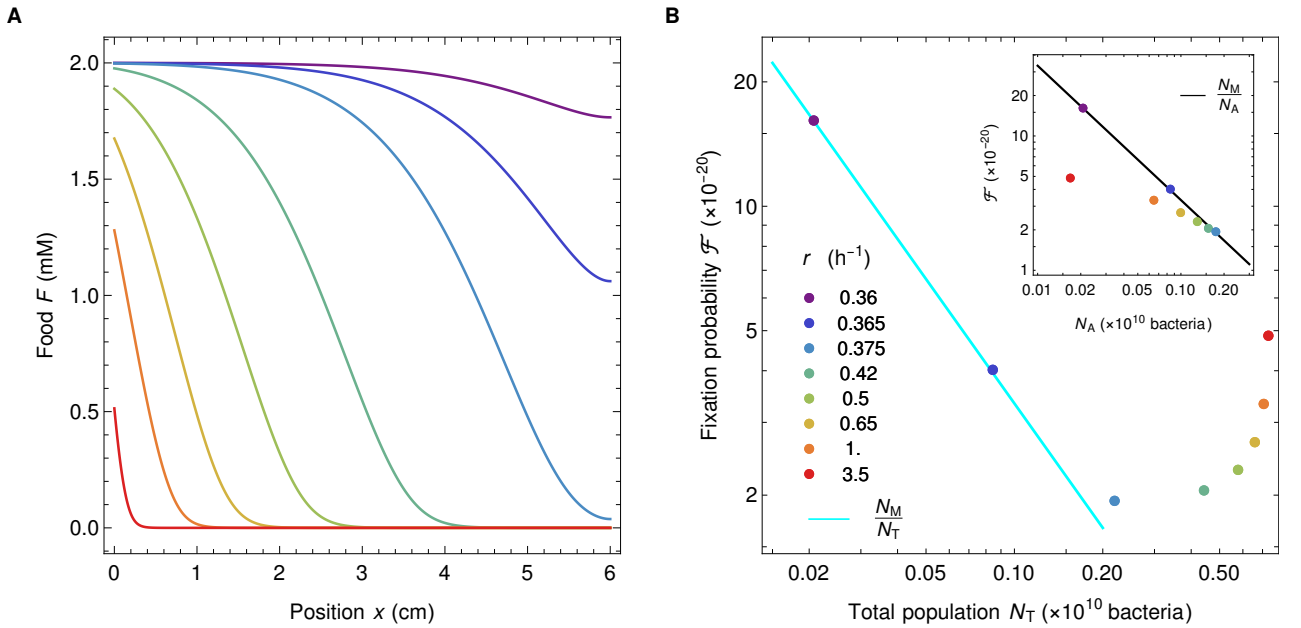 A
Food F (mM)
2.0
1.5
1.0
0.5
0.0
0 1 2 3 4 5 6
Position x (cm)
B
Fixation probability ℱ (×10⁻²⁰)
20
10
5
2
r (h⁻¹)
0.36
0.365
0.375
0.42
0.5
0.65
1.
3.5
N_M
N_T
0.02 0.05 0.10 0.20 0.50
Total population N_T (×10¹⁰ bacteria)
ℱ (×10⁻²⁰)
20
10
5
2
1
N_M
N_A
0.01 0.02 0.05 0.10 0.20
N_A (×10¹⁰ bacteria)